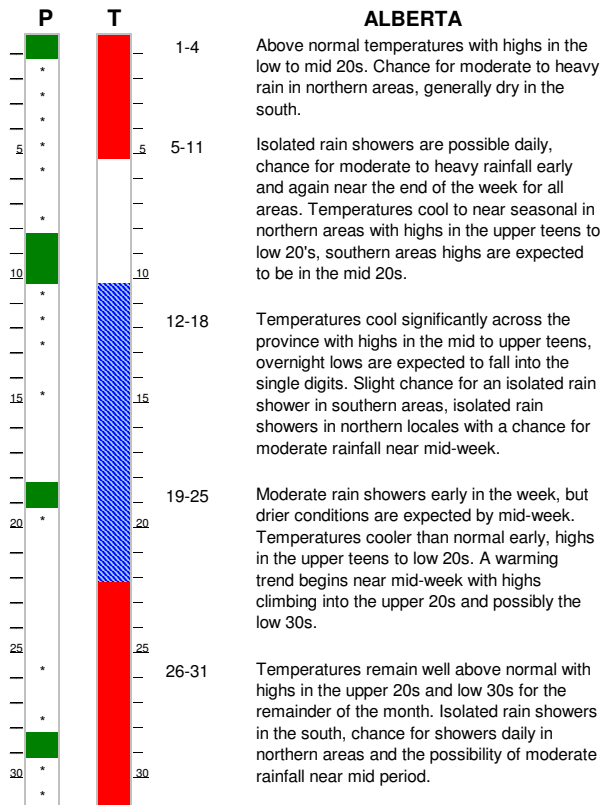 P T ALBERTA
1-4
Above normal temperatures with highs in the
low to mid 20s. Chance for moderate to heavy
rain in northern areas, generally dry in the
south.
5-11
Isolated rain showers are possible daily,
chance for moderate to heavy rainfall early
and again near the end of the week for all
areas. Temperatures cool to near seasonal in
northern areas with highs in the upper teens to
low 20's, southern areas highs are expected
to be in the mid 20s.
12-18
Temperatures cool significantly across the
province with highs in the mid to upper teens,
overnight lows are expected to fall into the
single digits. Slight chance for an isolated rain
shower in southern areas, isolated rain
showers in northern locales with a chance for
moderate rainfall near mid-week.
19-25
Moderate rain showers early in the week, but
drier conditions are expected by mid-week.
Temperatures cooler than normal early, highs
in the upper teens to low 20s. A warming
trend begins near mid-week with highs
climbing into the upper 20s and possibly the
low 30s.
26-31
Temperatures remain well above normal with
highs in the upper 20s and low 30s for the
remainder of the month. Isolated rain showers
in the south, chance for showers daily in
northern areas and the possibility of moderate
rainfall near mid period.
5 5
10 10
15 15
20 20
25 25
30 30